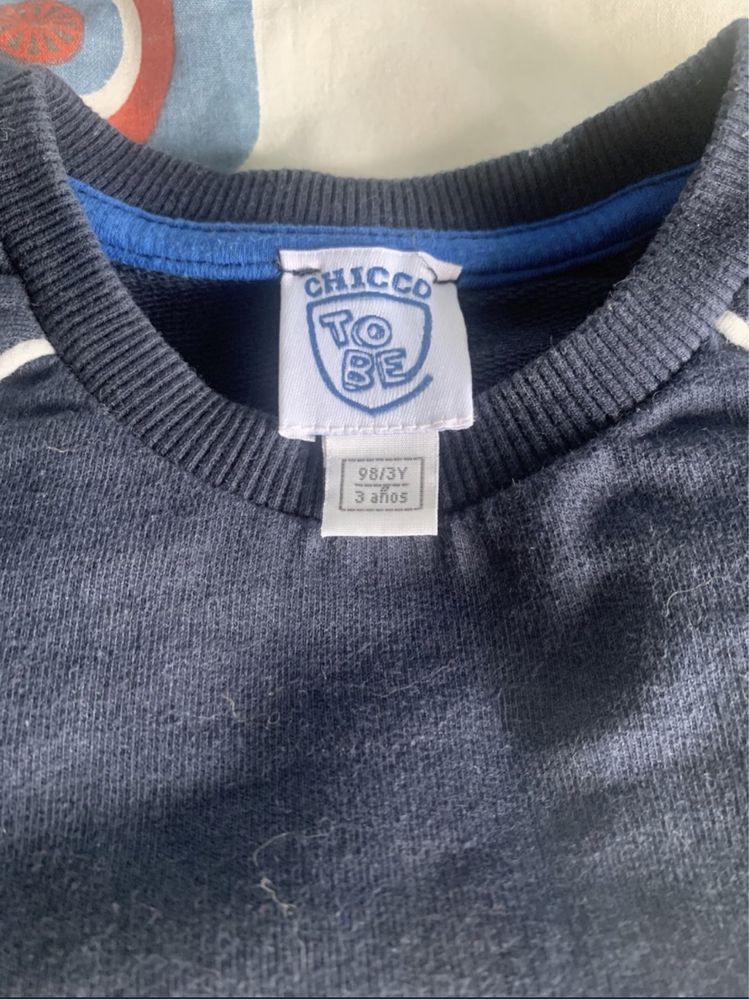 CHICCO
TO
BE
98/3Y
3 años